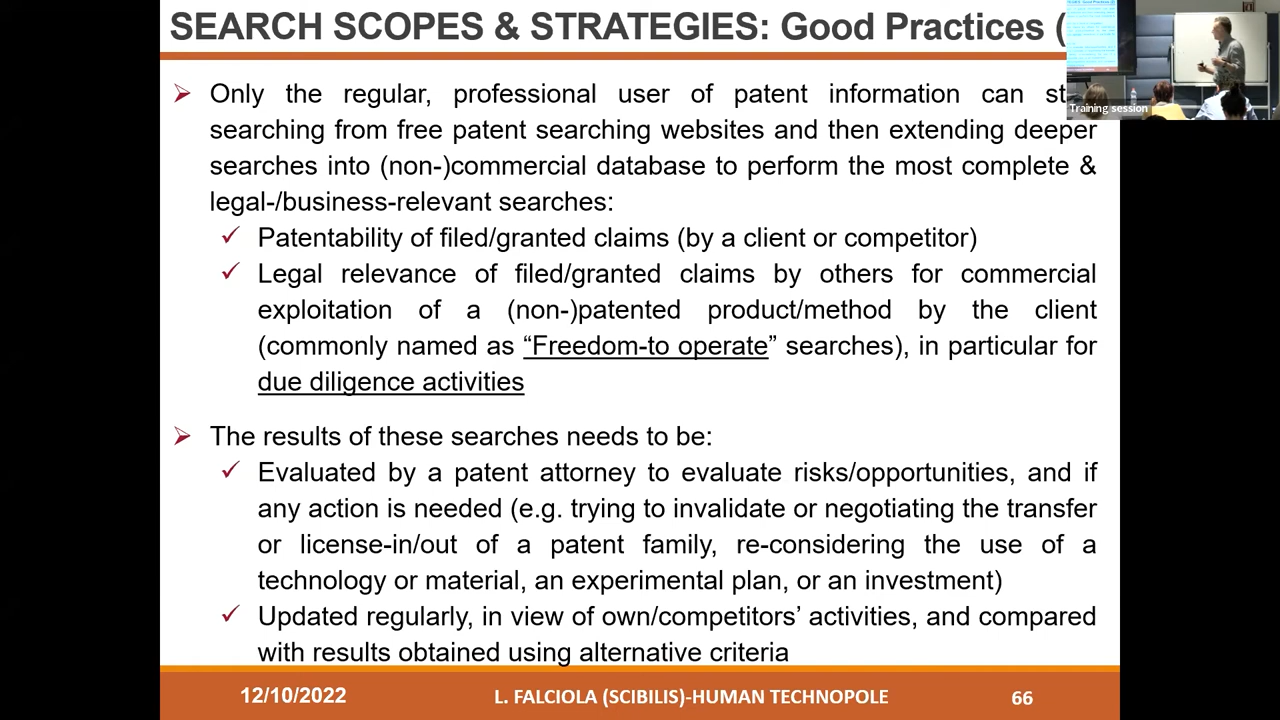 SEARCH SCOPES & STRATEGIES: Good Practices (
Only the regular, professional user of patent information can
searching from free patent searching websites and then extending deeper
searches into (non-)commercial database to perform the most complete &
legal-/business-relevant searches:
Patentability of filed/granted claims (by a client or competitor)
Legal relevance of filed/granted claims by others for commercial
exploitation of a (non-)patented product/method by the client
(commonly named as “Freedom-to operate” searches), in particular for
due diligence activities
The results of these searches needs to be:
Evaluated by a patent attorney to evaluate risks/opportunities, and if
any action is needed (e.g. trying to invalidate or negotiating the transfer
or license-in/out of a patent family, re-considering the use of a
technology or material, an experimental plan, or an investment)
Updated regularly, in view of own/competitors’ activities, and compared
with results obtained using alternative criteria
12/10/2022
L. FALCIOLA (SCIBILIS)-HUMAN TECHNOPOLE
66
Training session